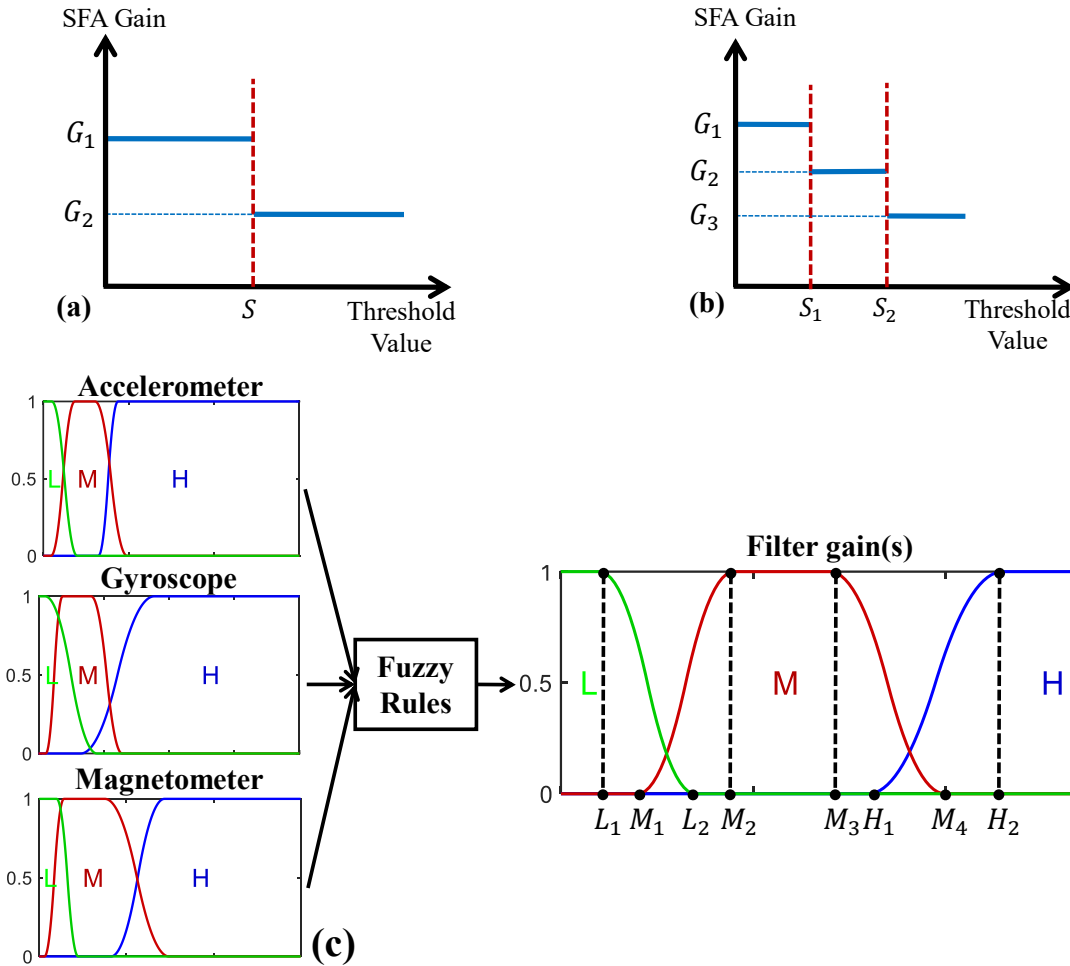 SFA Gain
G₁
G₂
S
Threshold
Value
(a)
SFA Gain
G₁
G₂
G₃
S₁
S₂
Threshold
Value
(b)
Accelerometer
1
0.5
0
L
M
H
Gyroscope
1
0.5
0
L
M
H
Magnetometer
1
0.5
0
L
M
H
(c)
Fuzzy
Rules
Filter gain(s)
1
0.5
0
L
M
H
L₁ M₁ L₂ M₂ M₃ H₁ M₄ H₂